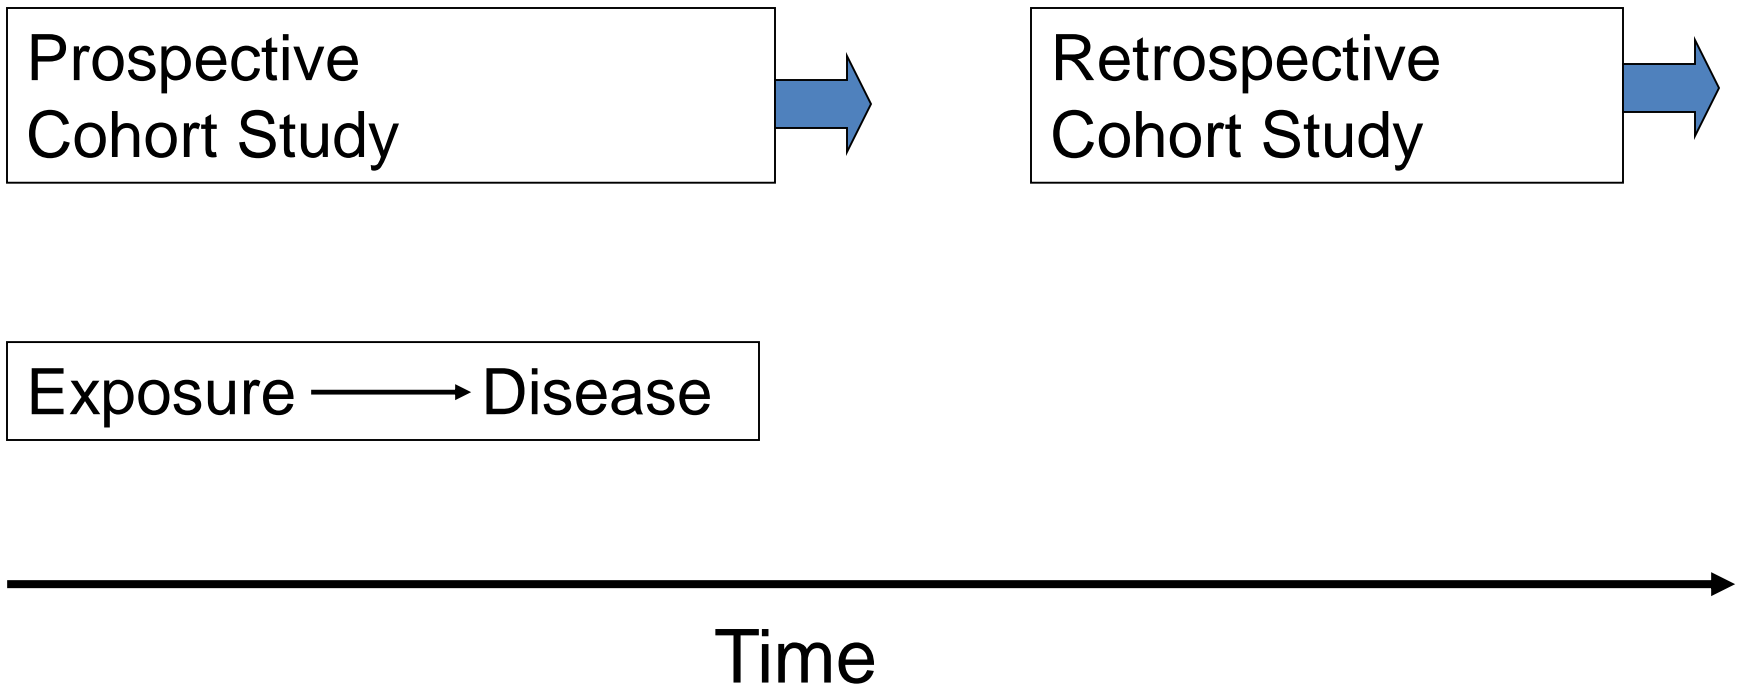 Prospective
Cohort Study
Retrospective
Cohort Study
Exposure Disease
Time